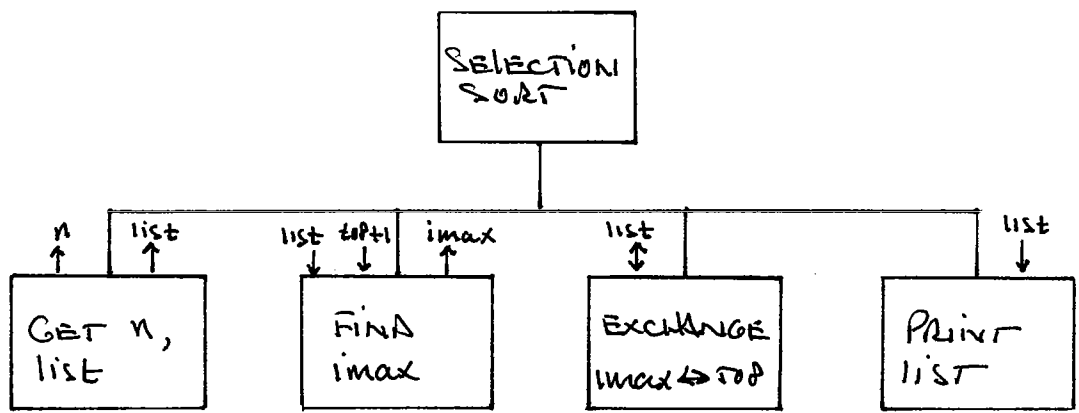 SELECTION
SORT
n list
list top+1 imax
list
list
GET n,
list
FIND
imax
EXCHANGE
imax ↔ TOP
PRINT
LIST